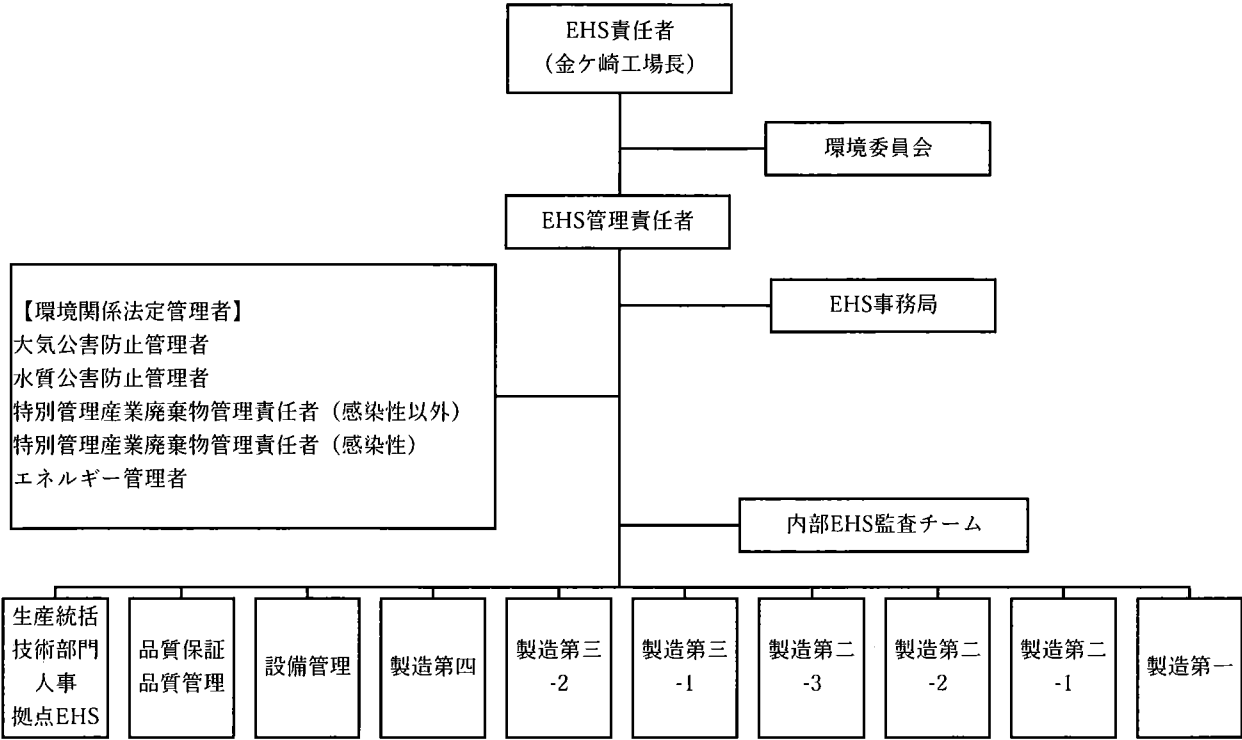 EHS責任者
（金ケ崎工場長）
環境委員会
EHS管理責任者
【環境関係法定管理者】
大気公害防止管理者
水質公害防止管理者
特別管理産業廃棄物管理責任者（感染性以外）
特別管理産業廃棄物管理責任者（感染性）
エネルギー管理者
EHS事務局
内部EHS監査チーム
生産統括
技術部門
人事
拠点EHS
品質保証
品質管理
設備管理
製造第四
製造第三
-2
製造第三
-1
製造第二
-3
製造第二
-2
製造第二
-1
製造第一